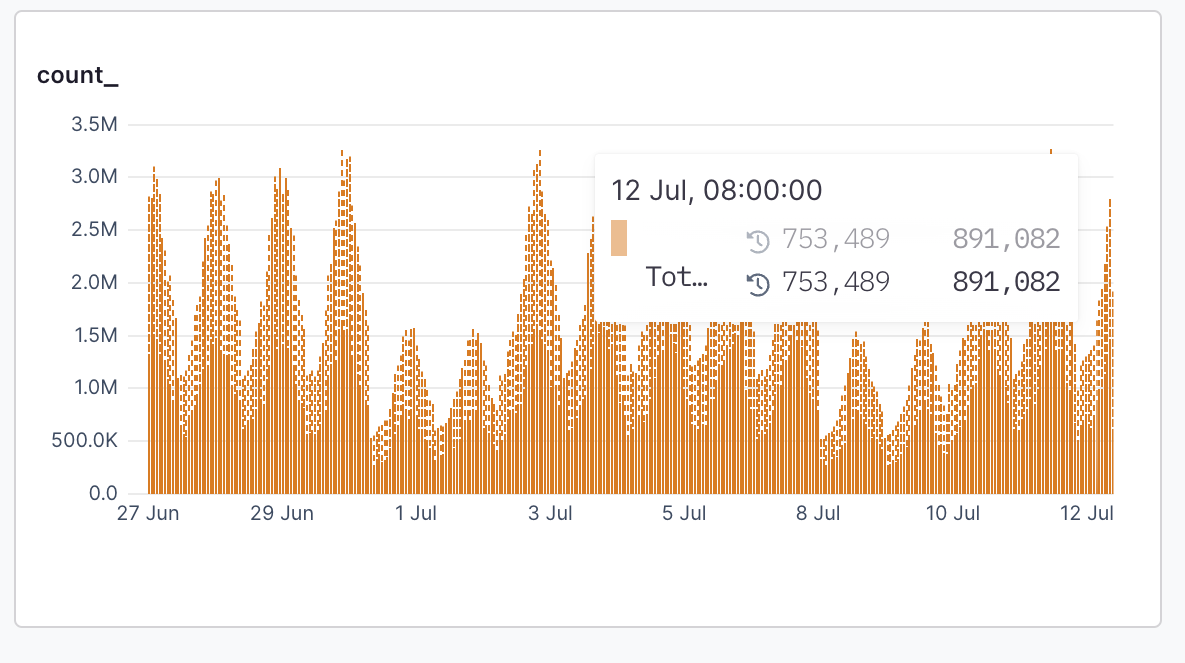 count_
3.5M
3.0M
2.5M
2.0M
1.5M
1.0M
500.0K
0.0
12 Jul, 08:00:00
753,489 891,082
Tot… 753,489 891,082
27 Jun 29 Jun 1 Jul 3 Jul 5 Jul 8 Jul 10 Jul 12 Jul